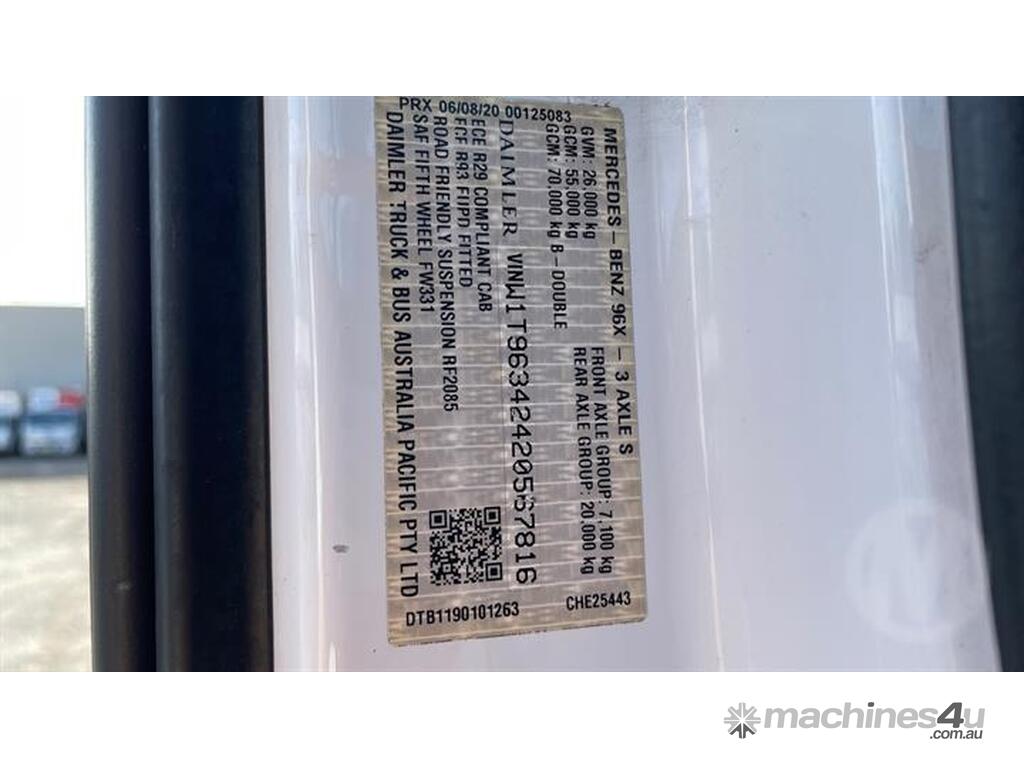 PRX 06/08/20 00125083
MERCEDES-BENZ 96X - 3 AXLE S
GVM: 26,000 kg
FRONT AXLE GROUP: 7,100 kg
GCM: 55,000 kg
REAR AXLE GROUP: 20,000 kg
GCM: 70,000 kg B-DOUBLE
DAIMLER VINW1T96342420567816
ECE R29 COMPLIANT CAB
ECE R93 FUPD FITTED
ROAD FRIENDLY SUSPENSION RF2085
SAF FIFTH WHEEL FW331
DAIMLER TRUCK & BUS AUSTRALIA PACIFIC PTY LTD
DTB1190101263
CHE25443
machines4u
.com.au